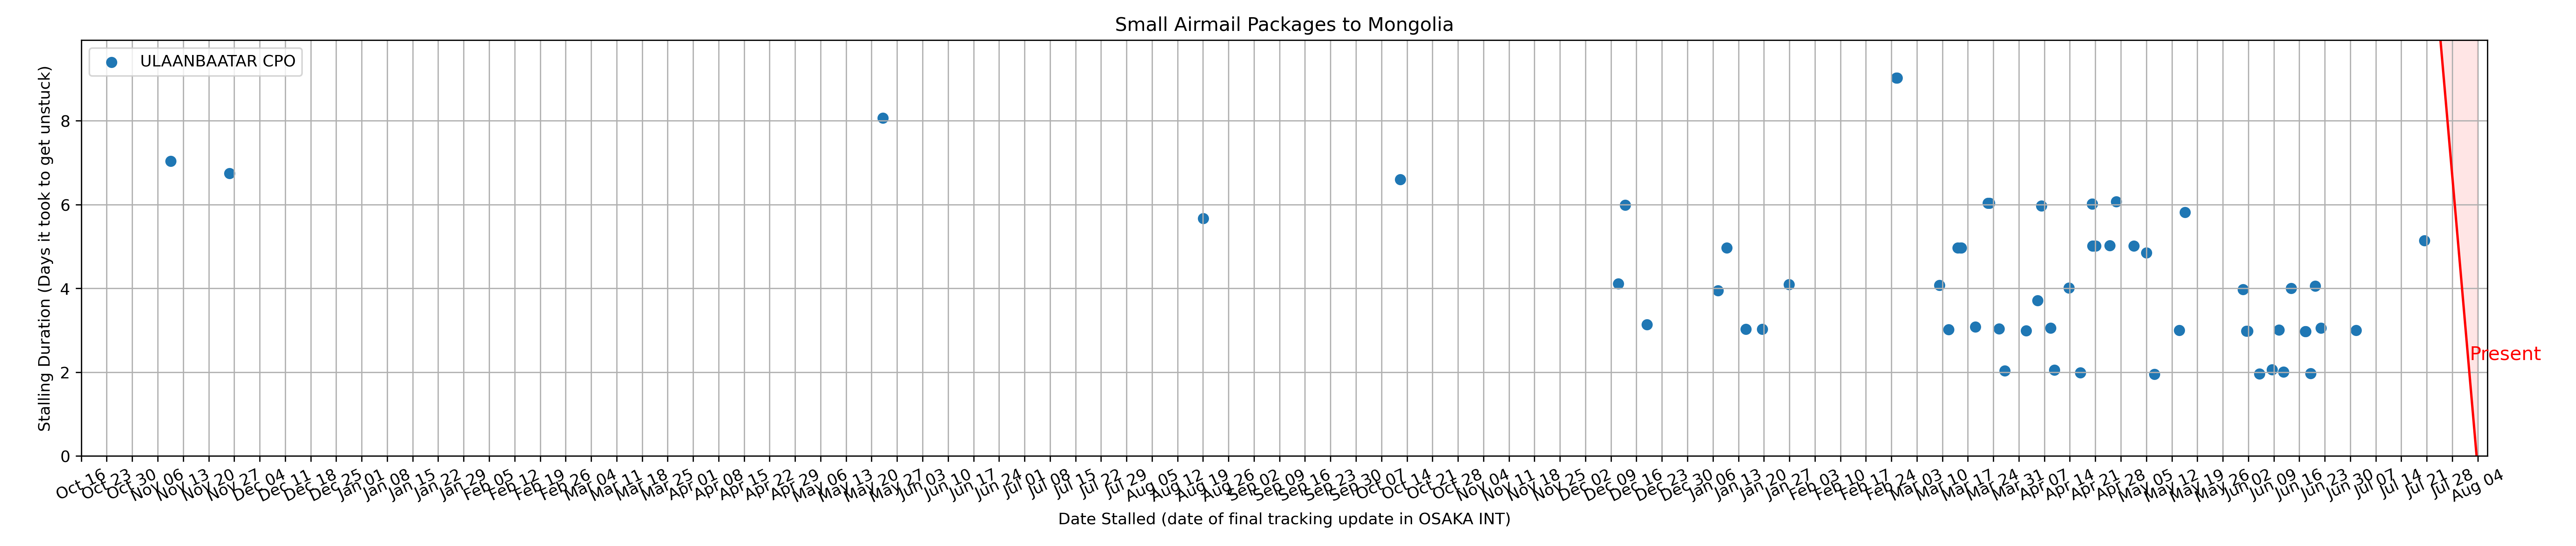 Small Airmail Packages to Mongolia
ULAANBAATAR CPO
Stalling Duration (Days it took to get unstuck)
8
6
4
2
0
Present
Oct 16 Oct 23 Oct 30 Nov 06 Nov 13 Nov 20 Nov 27 Dec 04 Dec 11 Dec 18 Dec 25 Jan 01 Jan 08 Jan 15 Jan 22 Jan 29 Feb 05 Feb 12 Feb 19 Feb 26 Mar 04 Mar 11 Mar 18 Mar 25 Apr 01 Apr 08 Apr 15 Apr 22 Apr 29 May 06 May 13 May 20 May 27 Jun 03 Jun 10 Jun 17 Jun 24 Jul 01 Jul 08 Jul 15 Jul 22 Jul 29 Aug 05 Aug 12 Aug 19 Aug 26 Sep 02 Sep 09 Sep 16 Sep 23 Sep 30 Oct 07 Oct 14 Oct 21 Oct 28 Nov 04 Nov 11 Nov 18 Nov 25 Dec 02 Dec 09 Dec 16 Dec 23 Dec 30 Jan 06 Jan 13 Jan 20 Jan 27 Feb 03 Feb 10 Feb 17 Feb 24 Mar 03 Mar 10 Mar 17 Mar 24 Mar 31 Apr 07 Apr 14 Apr 21 Apr 28 May 05 May 12 May 19 May 26 Jun 02 Jun 09 Jun 16 Jun 23 Jun 30 Jul 07 Jul 14 Jul 21 Jul 28 Aug 04
Date Stalled (date of final tracking update in OSAKA INT)